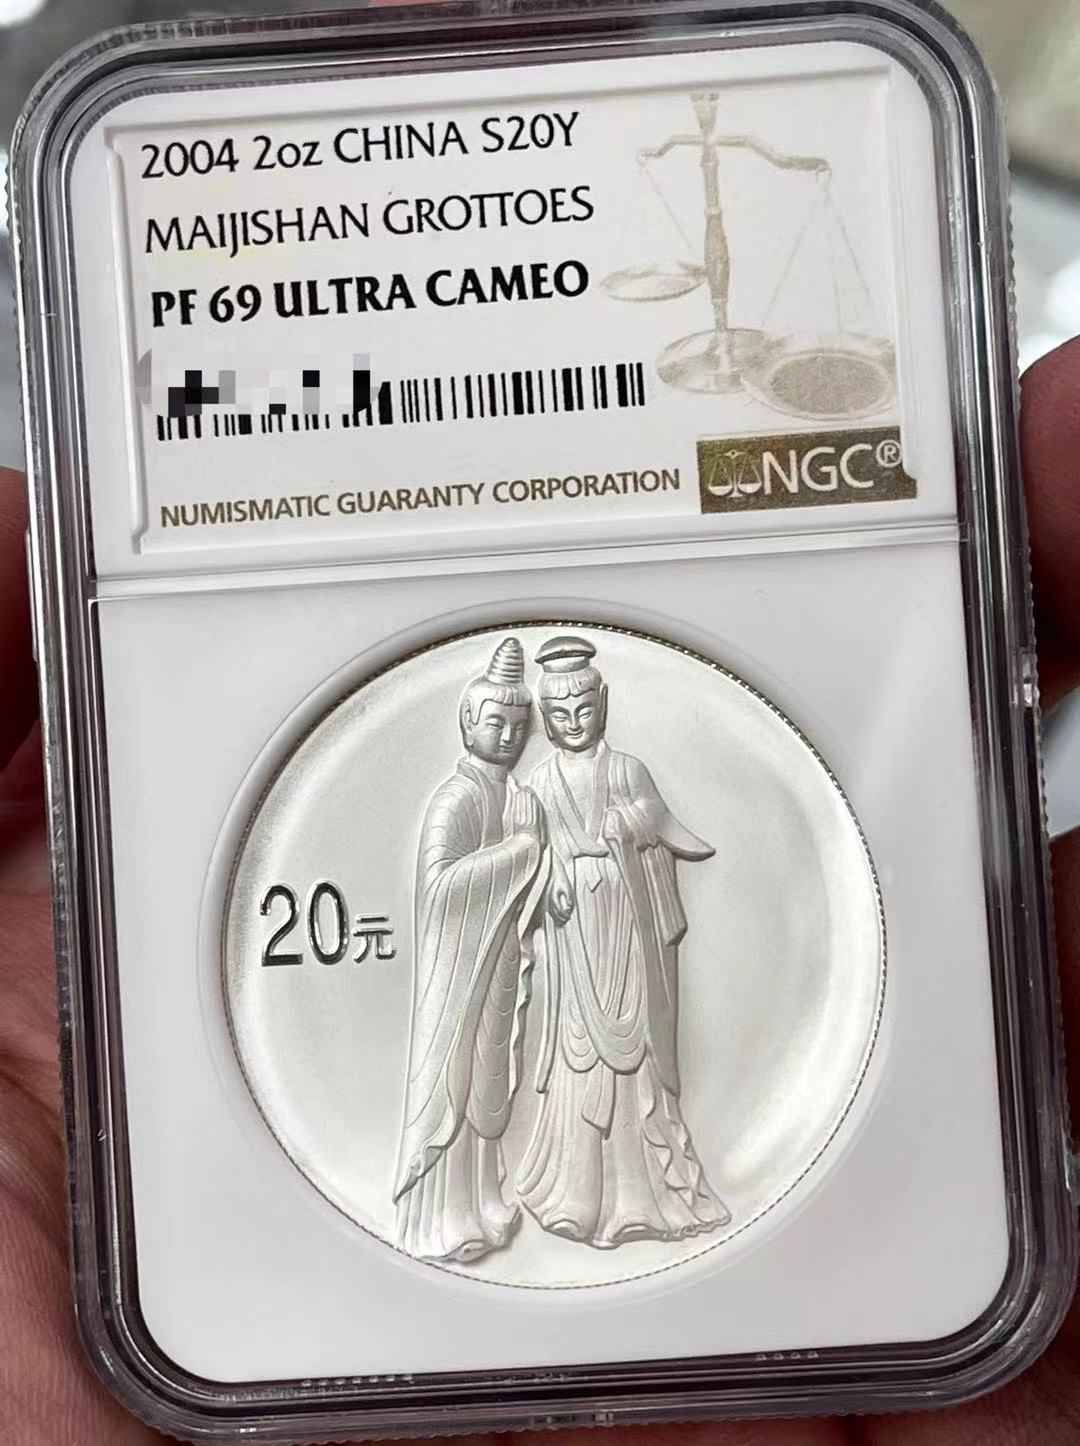 2004 2oz CHINA S20Y
MAIJISHAN GROTTOES
PF 69 ULTRA CAMEO
NUMISMATIC GUARANTY CORPORATION
NGC®
20元